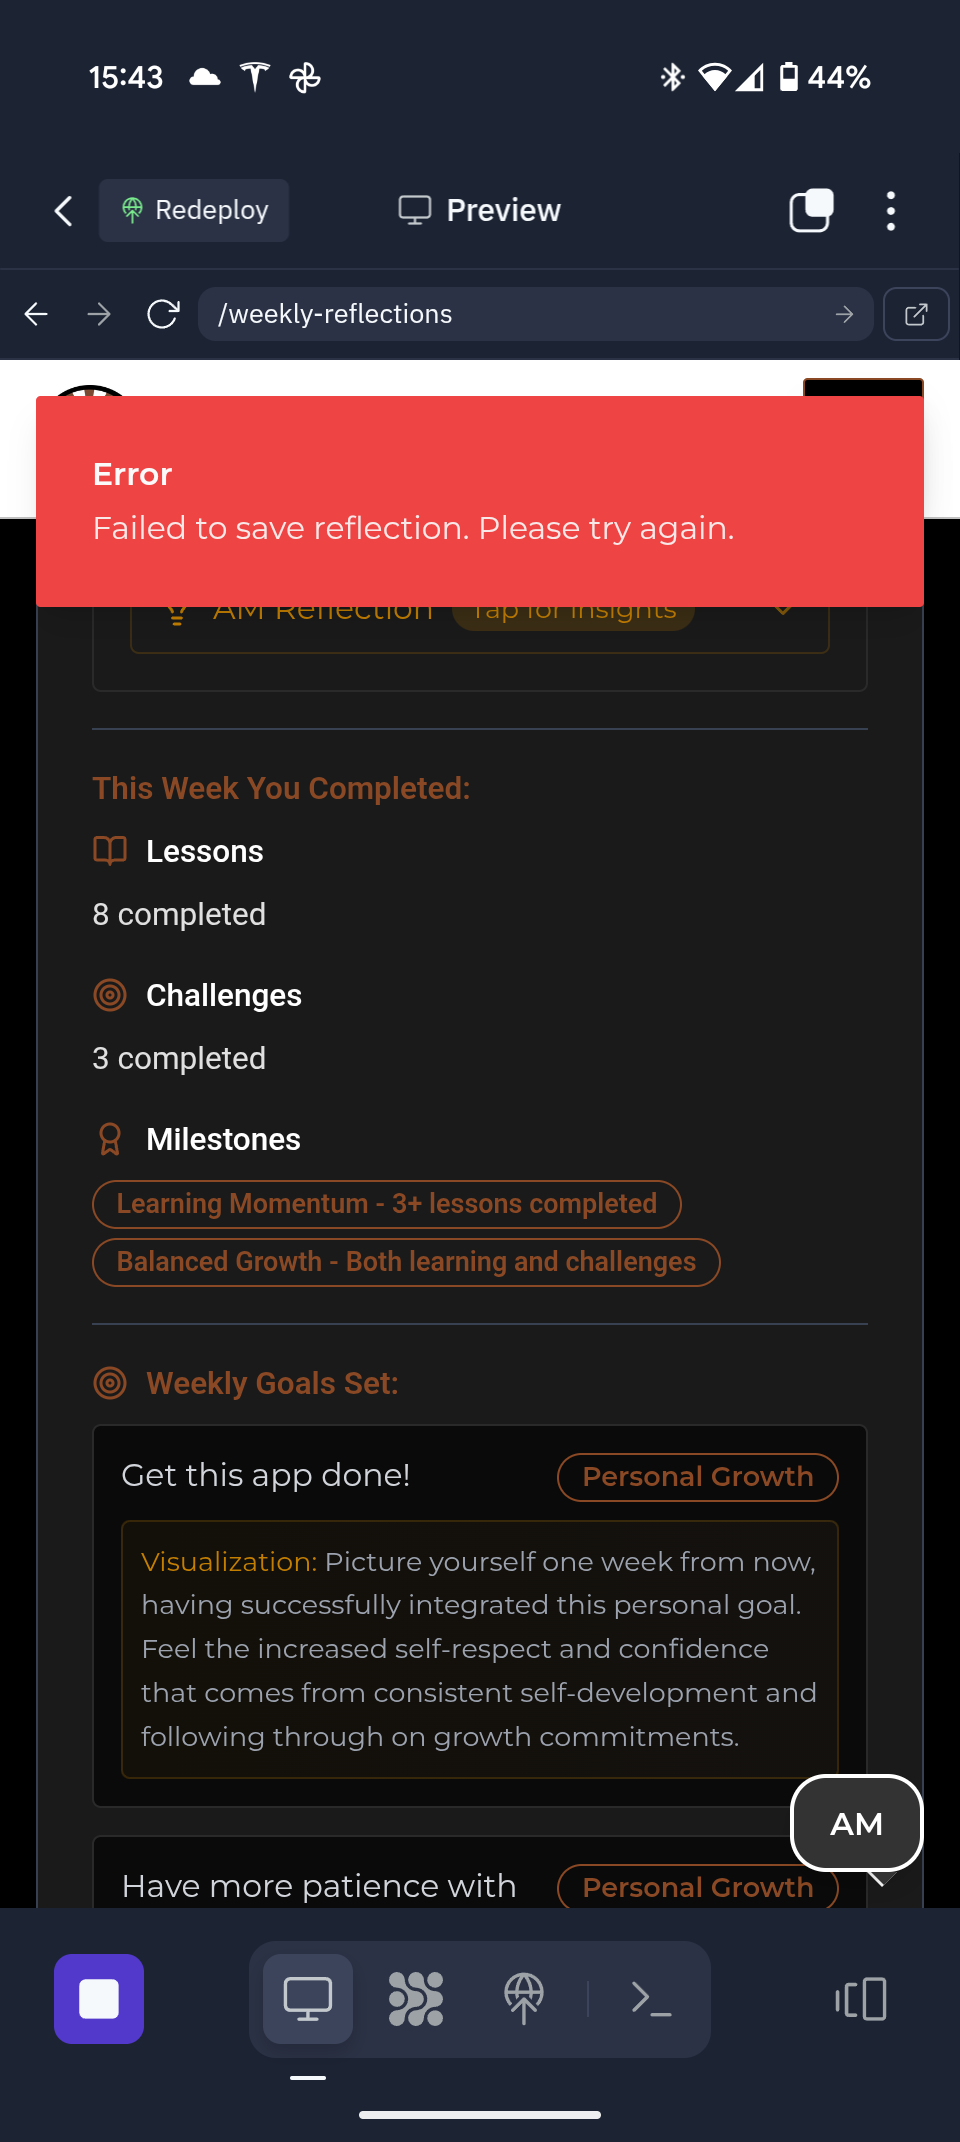 15:43
44%
Redeploy
Preview
/weekly-reflections
Error
Failed to save reflection. Please try again.
AM Reflection
Tap for insights
This Week You Completed:
Lessons
8 completed
Challenges
3 completed
Milestones
Learning Momentum - 3+ lessons completed
Balanced Growth - Both learning and challenges
Weekly Goals Set:
Get this app done!
Personal Growth
Visualization: Picture yourself one week from now,
having successfully integrated this personal goal.
Feel the increased self-respect and confidence
that comes from consistent self-development and
following through on growth commitments.
AM
Have more patience with
Personal Growth